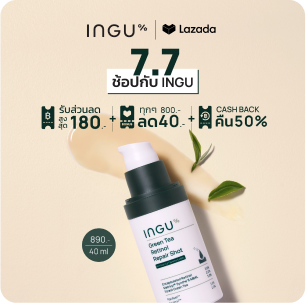 INGU% Lazada
7.7
ช้อปกับ INGU
รับส่วนลด
สูงสุด 180.-
+
ทุกๆ 800.-
ลด40.-
+
CASH BACK
คืน50%
INGU%
Green Tea
Retinol
Repair Shot
890.-
40 ml